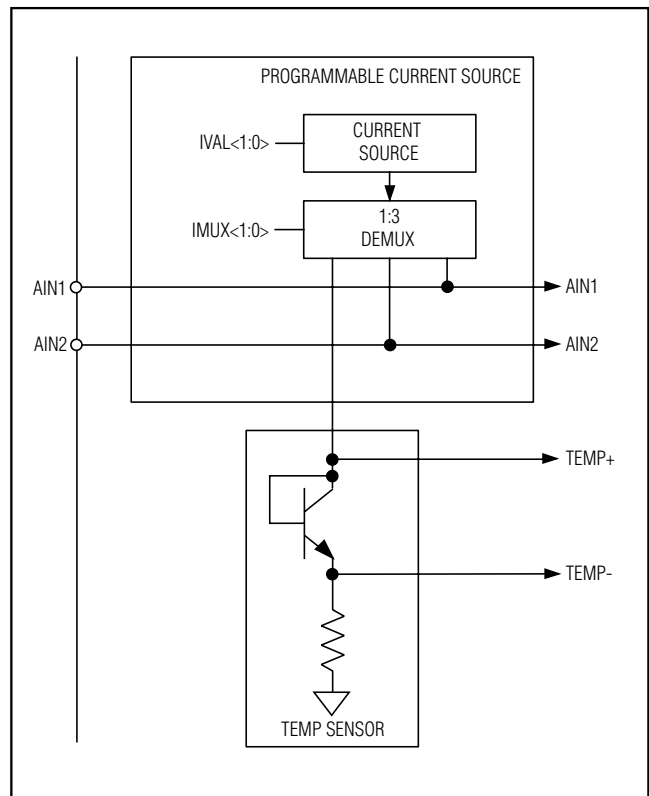 PROGRAMMABLE CURRENT SOURCE
CURRENT
SOURCE
IVAL<1:0>
1:3
DEMUX
IMUX<1:0>
AIN1
AIN1
AIN2
AIN2
TEMP+
TEMP-
TEMP SENSOR